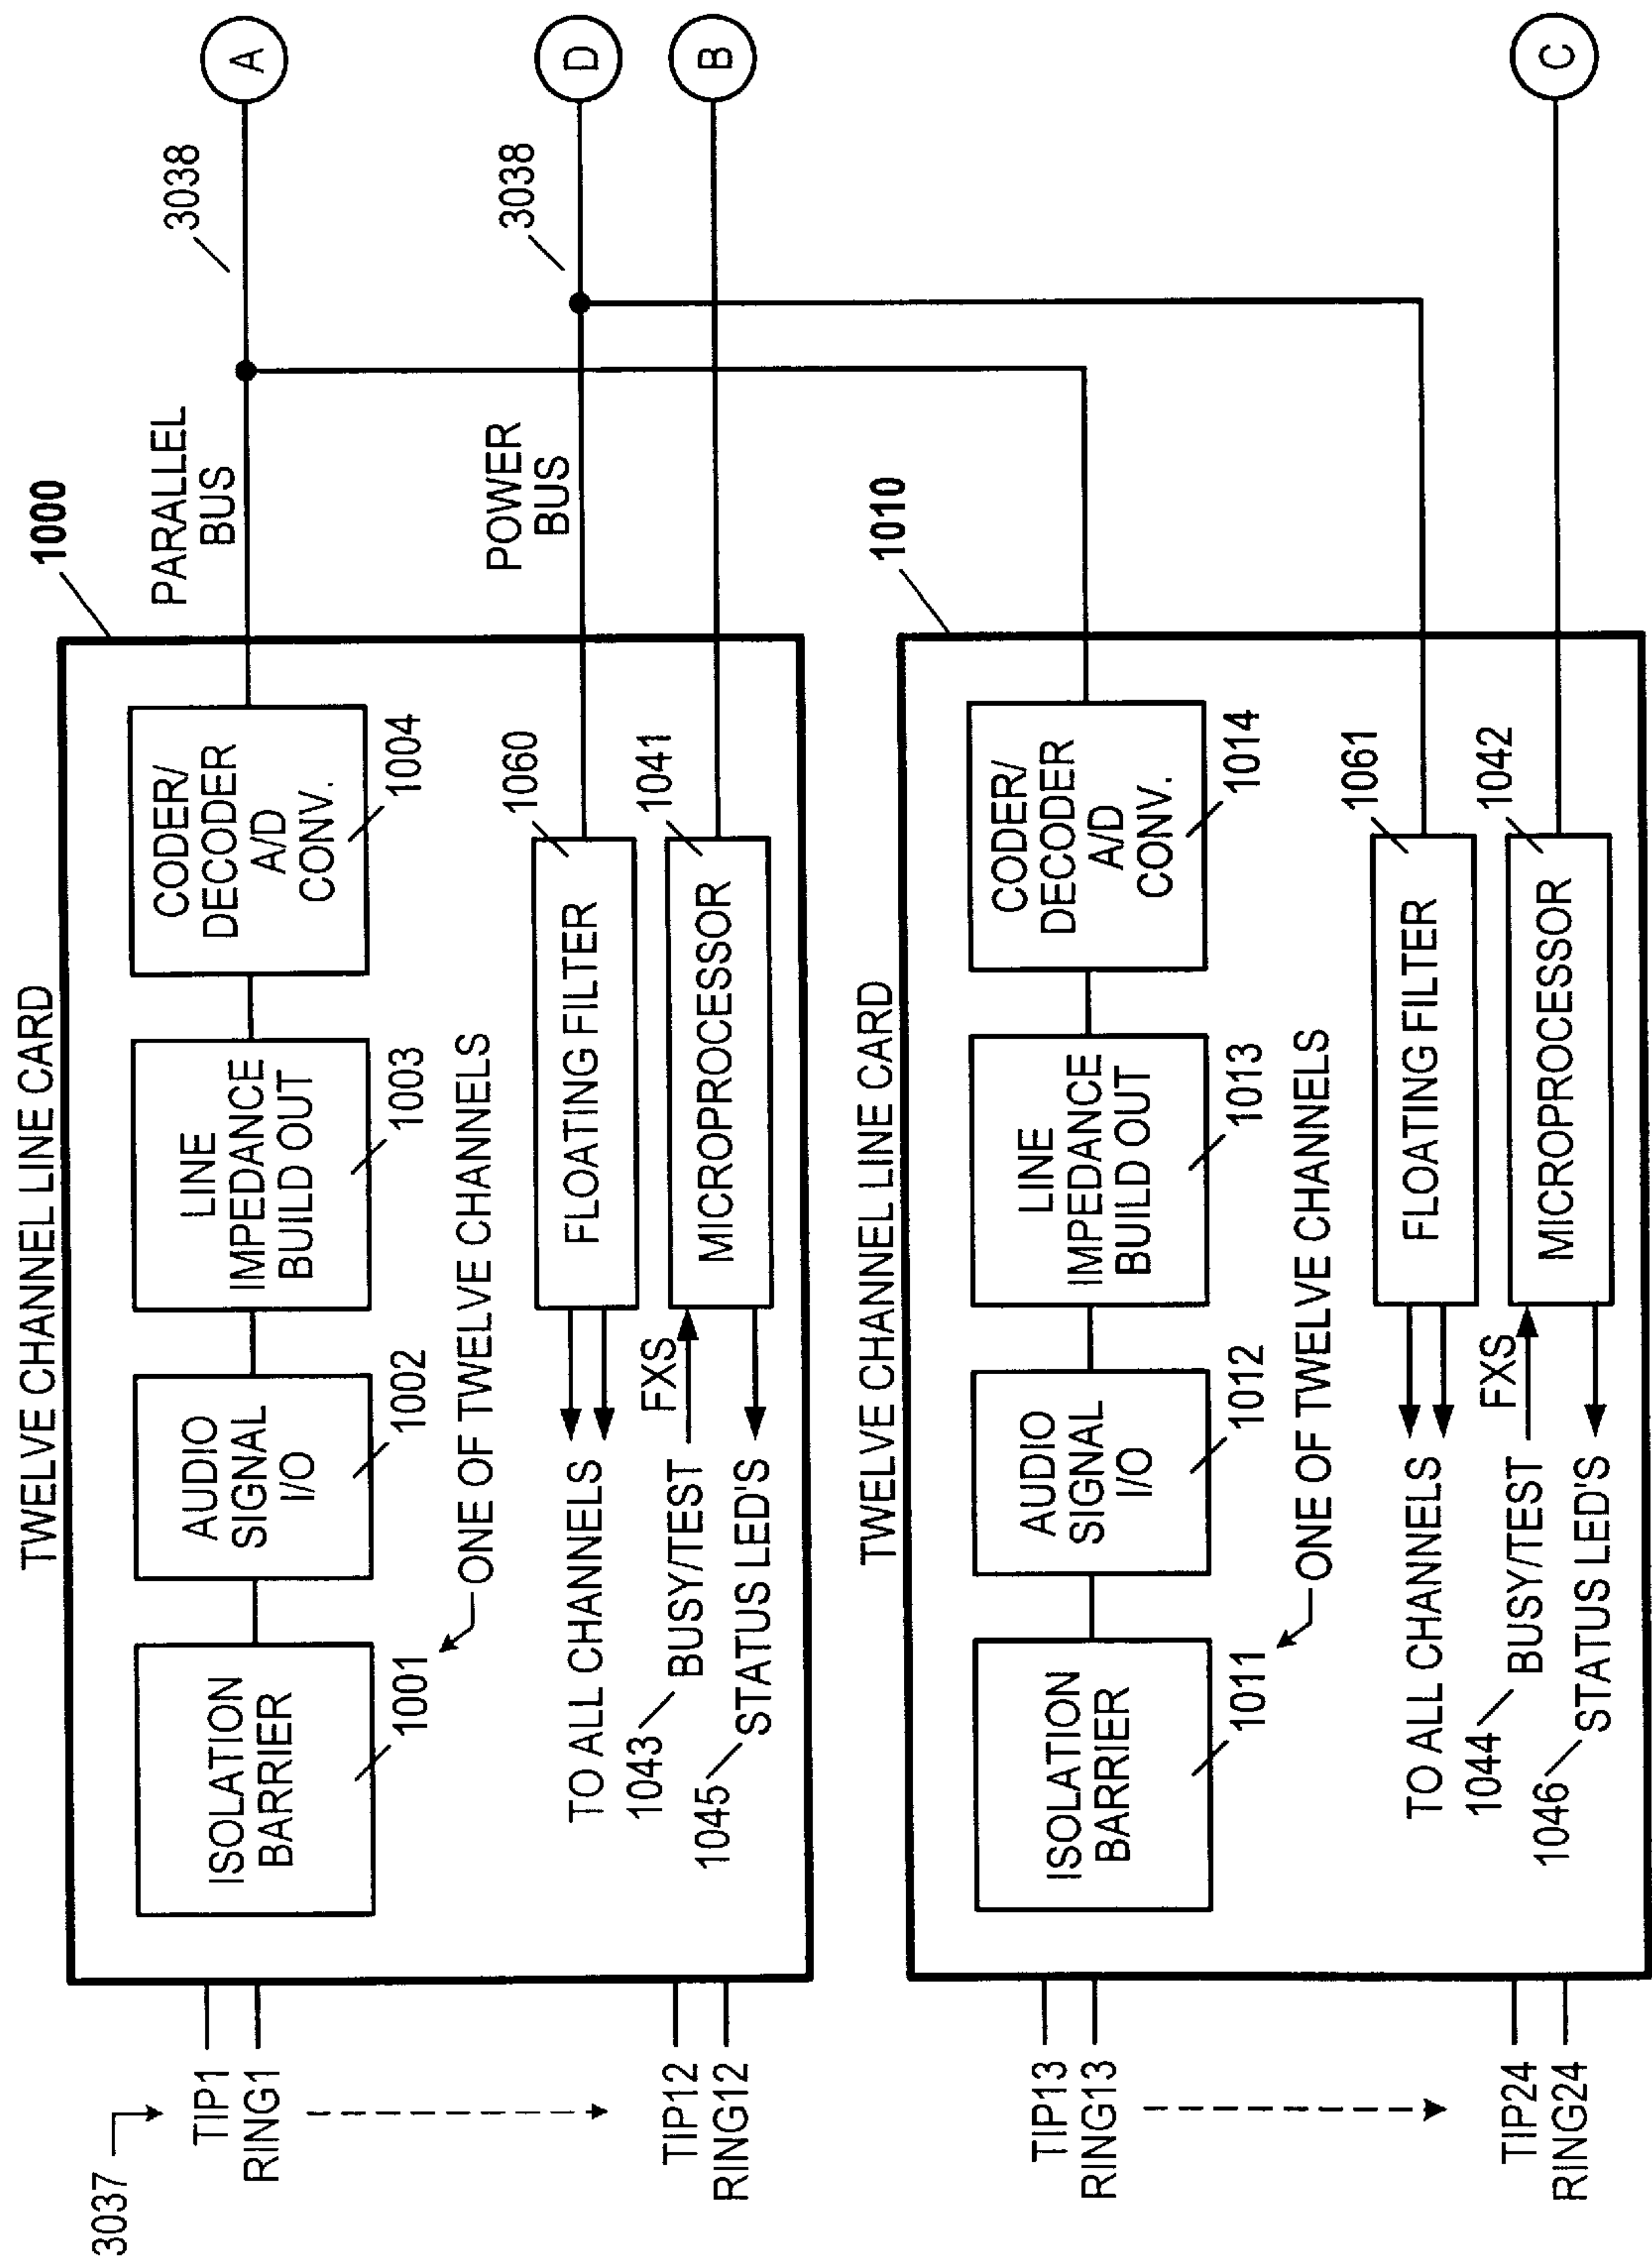 TWELVE CHANNEL LINE CARD
1000
PARALLEL
BUS
3038
A
ISOLATION
BARRIER
1001
AUDIO
SIGNAL
I/O
1002
LINE
IMPEDANCE
BUILD OUT
1003
CODER/
DECODER
A/D
CONV.
1004
ONE OF TWELVE CHANNELS
POWER
BUS
3038
D
TO ALL CHANNELS
FLOATING FILTER
1060
B
1043
BUSY/TEST
FXS
MICROPROCESSOR
1041
1045
STATUS LED'S
3037
TIP1
RING1
TIP12
RING12
TWELVE CHANNEL LINE CARD
1010
ISOLATION
BARRIER
1011
AUDIO
SIGNAL
I/O
1012
LINE
IMPEDANCE
BUILD OUT
1013
CODER/
DECODER
A/D
CONV.
1014
ONE OF TWELVE CHANNELS
TO ALL CHANNELS
FLOATING FILTER
1061
1044
BUSY/TEST
FXS
MICROPROCESSOR
1042
C
1046
STATUS LED'S
TIP13
RING13
TIP24
RING24